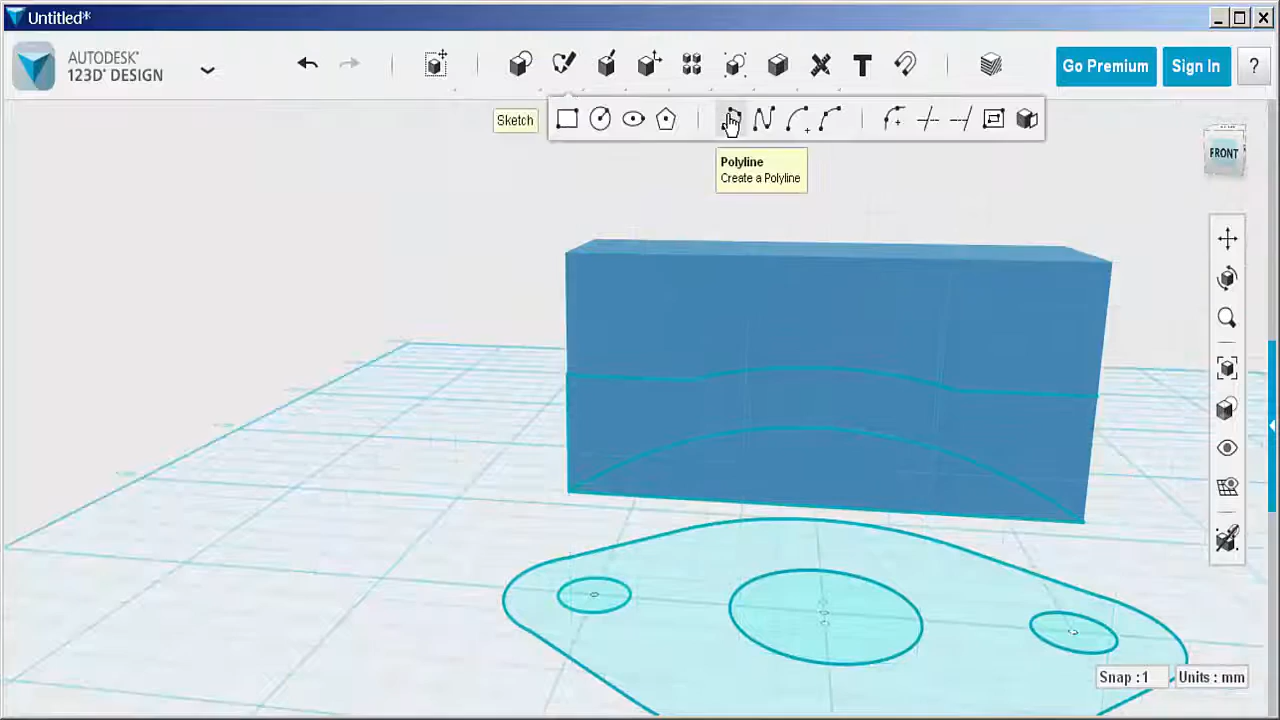 Untitled*
AUTODESK®
123D® DESIGN
Go Premium
Sign In
?
Sketch
Polyline
Create a Polyline
FRONT
Snap : 1
Units : mm